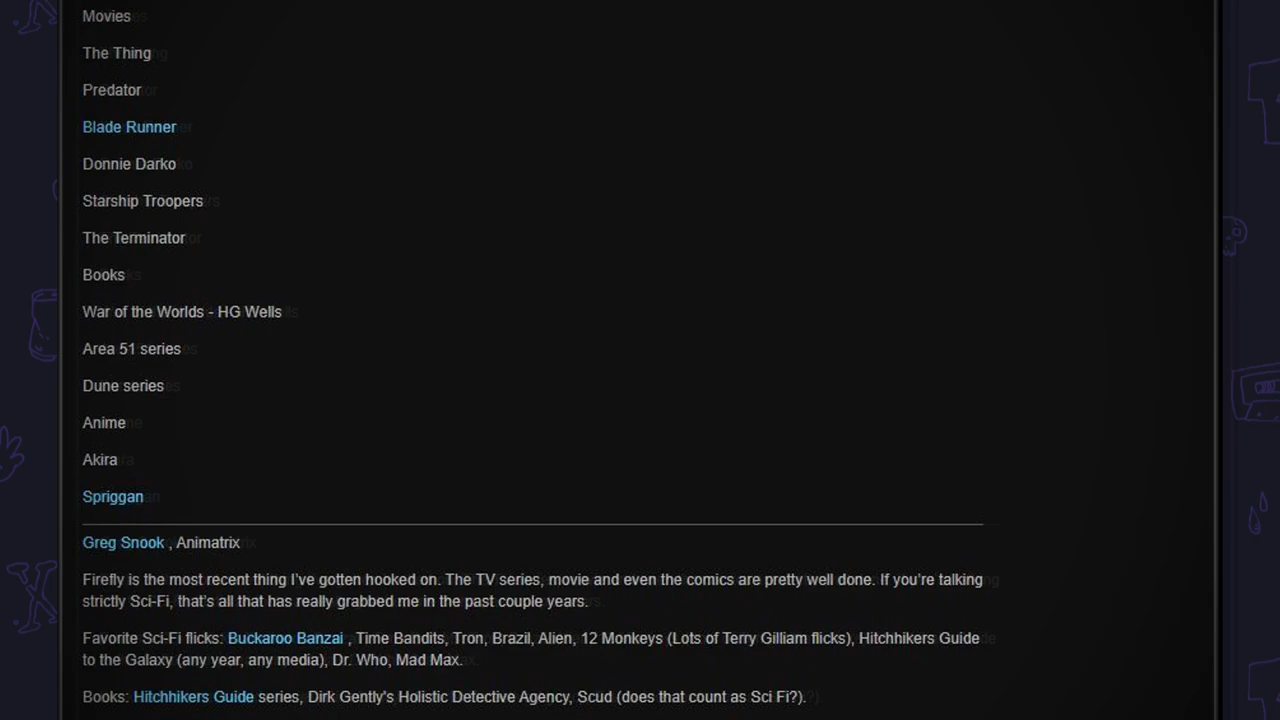 Movies
The Thing
Predator
Blade Runner
Donnie Darko
Starship Troopers
The Terminator
Books
War of the Worlds - HG Wells
Area 51 series
Dune series
Anime
Akira
Spriggan
Greg Snook , Animatrix
Firefly is the most recent thing I've gotten hooked on. The TV series, movie and even the comics are pretty well done. If you're talking
strictly Sci-Fi, that's all that has really grabbed me in the past couple years.
Favorite Sci-Fi flicks: Buckaroo Banzai , Time Bandits, Tron, Brazil, Alien, 12 Monkeys (Lots of Terry Gilliam flicks), Hitchhikers Guide
to the Galaxy (any year, any media), Dr. Who, Mad Max.
Books: Hitchhikers Guide series, Dirk Gently's Holistic Detective Agency, Scud (does that count as Sci Fi?).